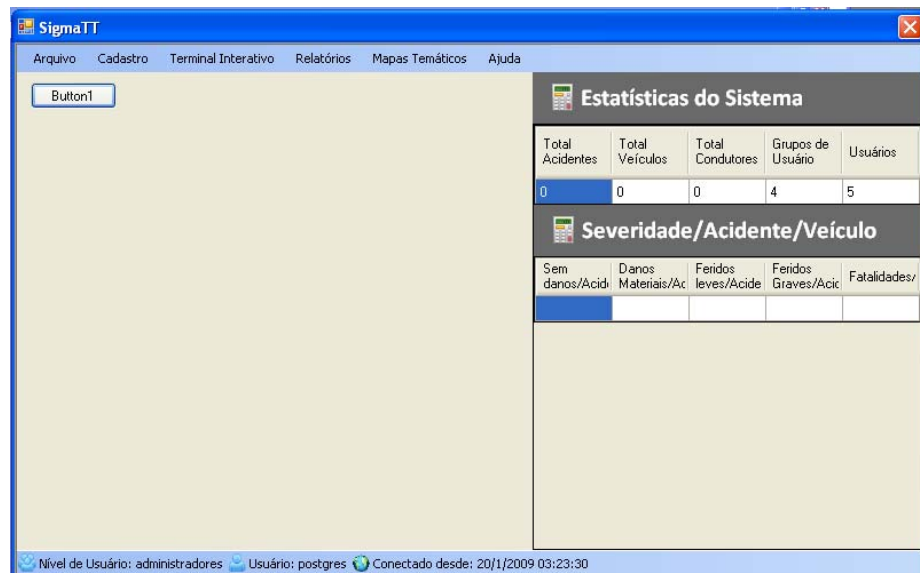 SigmaTT
Arquivo Cadastro Terminal Interativo Relatórios Mapas Temáticos Ajuda
Button1
Estatísticas do Sistema
Total Acidentes Total Veículos Total Condutores Grupos de Usuário Usuários
0 0 0 4 5
Severidade/Acidente/Veículo
Sem danos/Acid Danos Materiais/Ac Feridos leves/Acide Feridos Graves/Acic Fatalidades/
Nível de Usuário: administradores Usuário: postgres Conectado desde: 20/1/2009 03:23:30